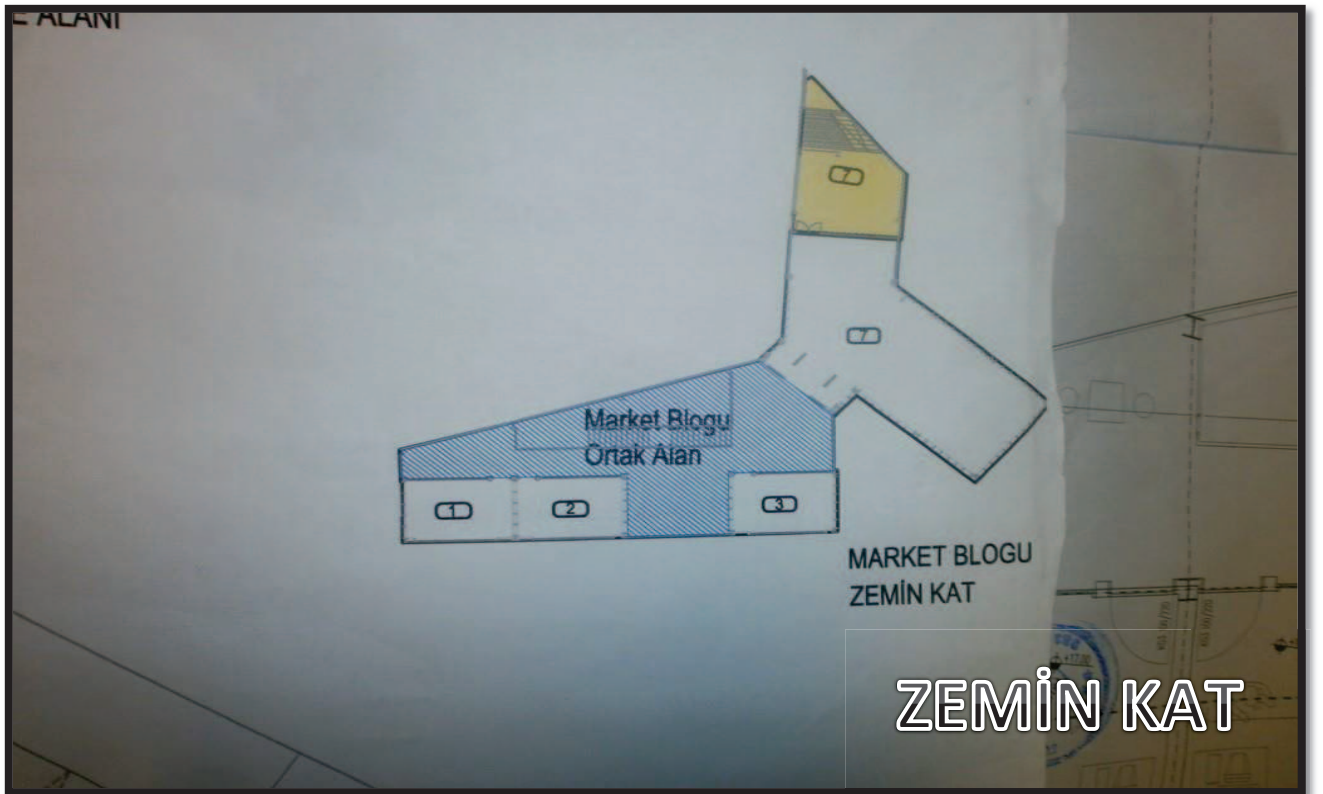 E ALANI
7
7
Market Blogu
Ortak Alan
1
2
3
MARKET BLOGU
ZEMİN KAT
ZEMİN KAT